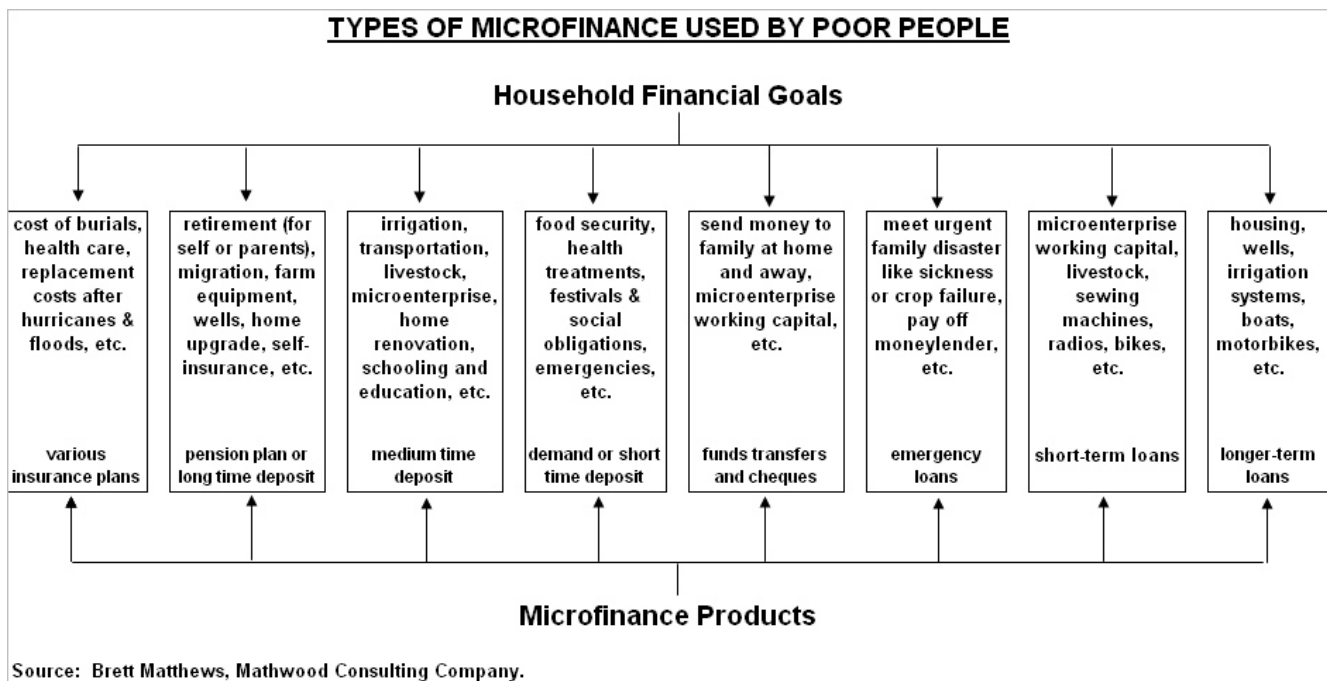 TYPES OF MICROFINANCE USED BY POOR PEOPLE
Household Financial Goals
cost of burials,
health care,
replacement
costs after
hurricanes &
floods, etc.
various
insurance plans
retirement (for
self or parents),
migration, farm
equipment,
wells, home
upgrade, self-
insurance, etc.
pension plan or
long time deposit
irrigation,
transportation,
livestock,
microenterprise,
home
renovation,
schooling and
education, etc.
medium time
deposit
food security,
health
treatments,
festivals &
social
obligations,
emergencies,
etc.
demand or short
time deposit
send money to
family at home
and away,
microenterprise
working capital,
etc.
funds transfers
and cheques
meet urgent
family disaster
like sickness
or crop failure,
pay off
moneylender,
etc.
emergency
loans
microenterprise
working capital,
livestock,
sewing
machines,
radios, bikes,
etc.
short-term loans
housing,
wells,
irrigation
systems,
boats,
motorbikes,
etc.
longer-term
loans
Microfinance Products
Source: Brett Matthews, Mathwood Consulting Company.